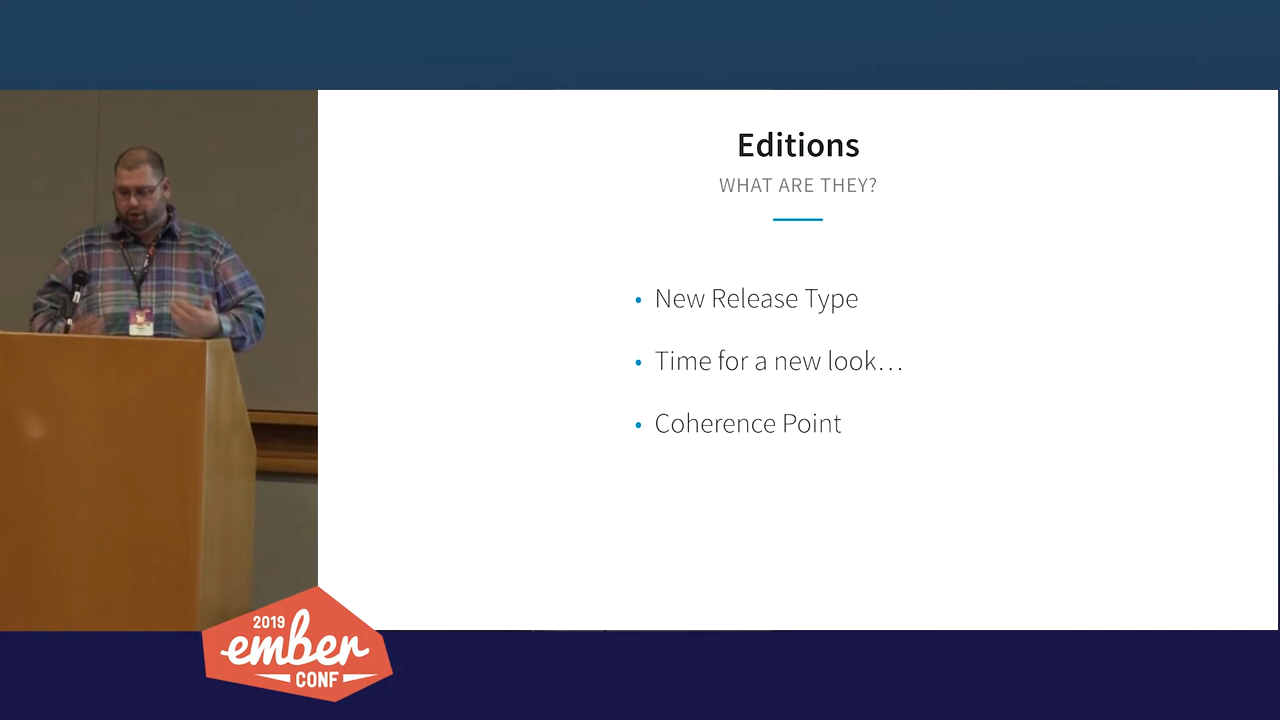 Editions
WHAT ARE THEY?
• New Release Type
• Time for a new look…
• Coherence Point
2019
ember
CONF